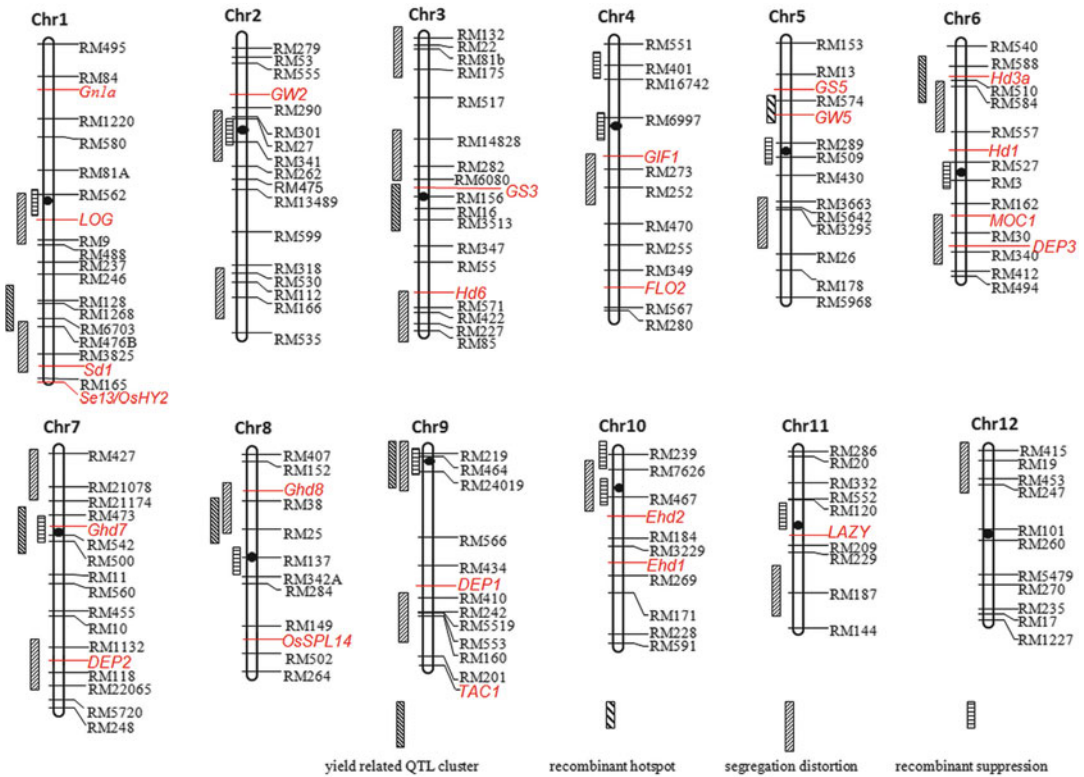 Chr1
RM495
RM84
Gn1a
RM1220
RM580
RM81A
RM562
LOG
RM9
RM488
RM237
RM246
RM128
RM1268
RM6703
RM476B
RM3825
Sd1
RM165
Se13/OsHY2
Chr2
RM279
RM53
RM555
GW2
RM290
RM301
RM27
RM341
RM262
RM475
RM13489
RM599
RM318
RM530
RM112
RM166
RM535
Chr3
RM132
RM22
RM81b
RM175
RM517
RM14828
RM282
RM6080
GS3
RM156
RM16
RM3513
RM347
RM55
Hd6
RM571
RM422
RM227
RM85
Chr4
RM551
RM401
RM16742
RM6997
GIF1
RM273
RM252
RM470
RM255
RM349
FLO2
RM567
RM280
Chr5
RM153
RM13
GS5
RM574
GW5
RM289
RM509
RM430
RM3663
RM5642
RM3295
RM26
RM178
RM5968
Chr6
RM540
RM588
Hd3a
RM510
RM584
RM557
Hd1
RM527
RM3
RM162
MOC1
RM30
DEP3
RM340
RM412
RM494
Chr7
RM427
RM21078
RM21174
RM473
Ghd7
RM542
RM500
RM11
RM560
RM455
RM10
RM1132
DEP2
RM118
RM22065
RM5720
RM248
Chr8
RM407
RM152
Ghd8
RM38
RM25
RM137
RM342A
RM284
RM149
OsSPL14
RM502
RM264
Chr9
RM219
RM464
RM24019
RM566
RM434
DEP1
RM410
RM242
RM5519
RM553
RM160
RM201
TAC1
Chr10
RM239
RM7626
RM467
Ehd2
RM184
RM3229
Ehd1
RM269
RM171
RM228
RM591
Chr11
RM286
RM20
RM332
RM552
RM120
LAZY
RM209
RM229
RM187
RM144
Chr12
RM415
RM19
RM453
RM247
RM101
RM260
RM5479
RM270
RM235
RM17
RM1227
yield related QTL cluster
recombinant hotspot
segregation distortion
recombinant suppression